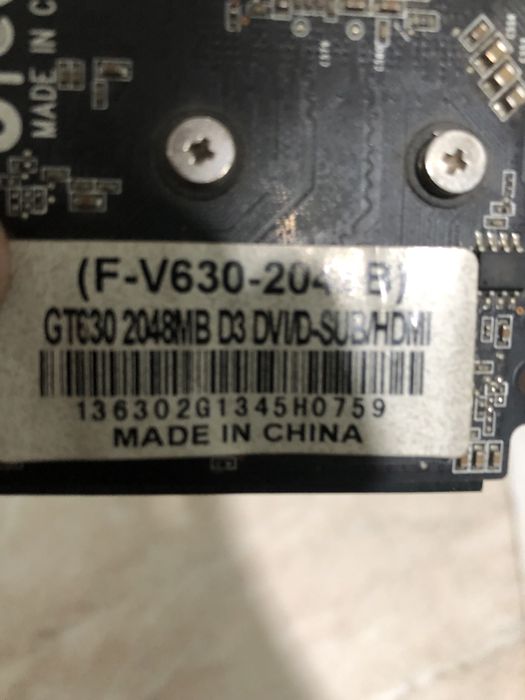 MADE IN C
(F-V630-204 B)
GT630 2048MB D3 DVI/D-SUB/HDMI
136302G1345H0759
MADE IN CHINA